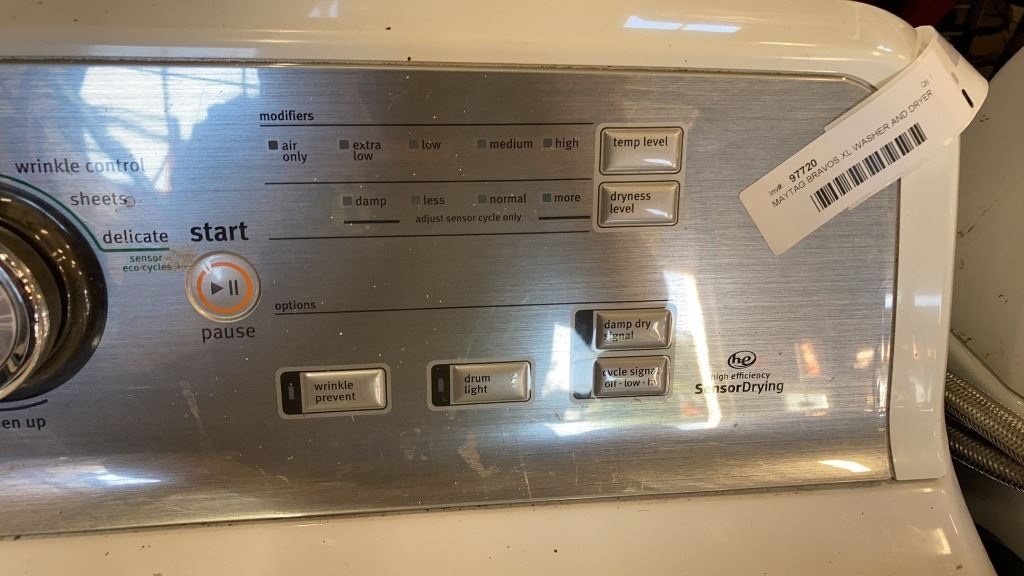 modifiers
air only
extra low
low
medium
high
temp level
damp
less
normal
more
adjust sensor cycle only
dryness level
wrinkle control
sheets
delicate
sensor
eco cycles
start
pause
options
wrinkle prevent
drum light
damp dry signal
cycle signal
off · low ·
he
high efficiency
SensorDrying
en up
Inv# 97720
MAYTAG BRAVOS XL WASHER AND DRYER